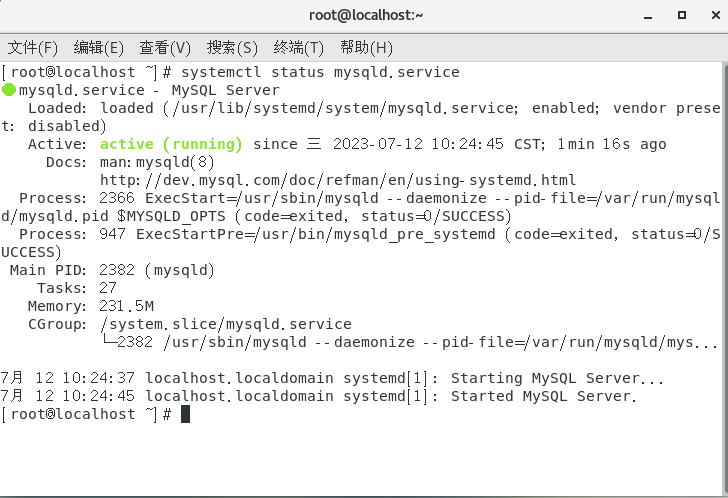 root@localhost:~
文件(F) 编辑(E) 查看(V) 搜索(S) 终端(T) 帮助(H)
[root@localhost ~]# systemctl status mysqld.service
mysqld.service - MySQL Server
Loaded: loaded (/usr/lib/systemd/system/mysqld.service; enabled; vendor prese
t: disabled)
Active: active (running) since 三 2023-07-12 10:24:45 CST; 1min 16s ago
Docs: man:mysqld(8)
http://dev.mysql.com/doc/refman/en/using-systemd.html
Process: 2366 ExecStart=/usr/sbin/mysqld --daemonize --pid-file=/var/run/mysql
d/mysqld.pid $MYSQLD_OPTS (code=exited, status=0/SUCCESS)
Process: 947 ExecStartPre=/usr/bin/mysqld_pre_systemd (code=exited, status=0/S
UCCESS)
Main PID: 2382 (mysqld)
Tasks: 27
Memory: 231.5M
CGroup: /system.slice/mysqld.service
└─2382 /usr/sbin/mysqld --daemonize --pid-file=/var/run/mysqld/mys...
7月 12 10:24:37 localhost.localdomain systemd[1]: Starting MySQL Server...
7月 12 10:24:45 localhost.localdomain systemd[1]: Started MySQL Server.
[root@localhost ~]#